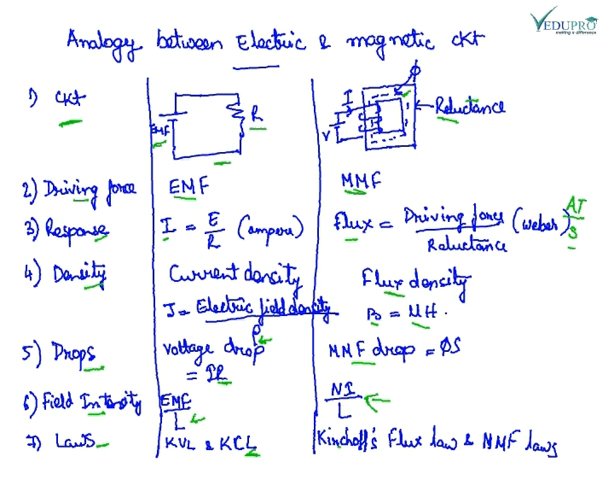 VEDUPRO
making a difference
Analogy between Electric & magnetic CKT
1) CKT
EMF
R
I
V
φ
Reluctance
2) Driving force EMF MMF
3) Response I = E/R (ampere) Flux = Driving force/Reluctance (weber) AT/S
4) Density Current density Flux density
J = Electric field density/ρ B = μH.
5) Drops Voltage drop = IR MMF drop = φS
6) Field Intensity EMF/L NI/L
7) Laws KVL & KCL Kirchoff's Flux law & MMF laws